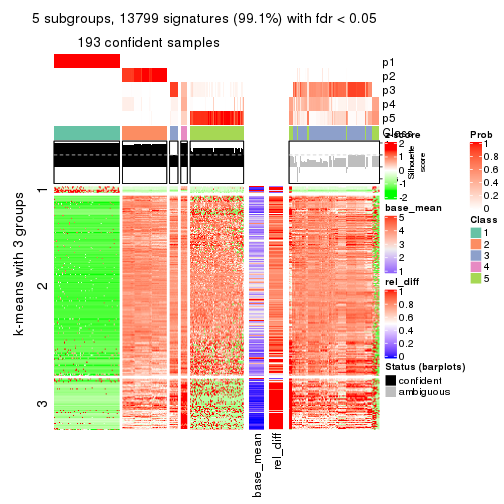 5 subgroups, 13799 signatures (99.1%) with fdr < 0.05
193 confident samples
p1
p2
p3
p4
p5
Class
z-score
2
1
0
-1
-2
Silhouette
score
k-means with 3 groups
1
2
3
base_mean
rel_diff
base_mean
5
4
3
2
1
rel_diff
1
0.8
0.6
0.4
0.2
0
Status (barplots)
confident
ambiguous
Prob
1
0.8
0.6
0.4
0.2
0
Class
1
2
3
4
5